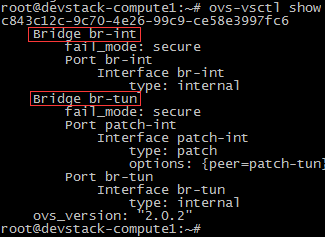 root@devstack-compute1:~# ovs-vsctl show
c843c12c-9c70-4e26-99c9-ce58e3997fc6
Bridge br-int
fail_mode: secure
Port br-int
Interface br-int
type: internal
Bridge br-tun
fail_mode: secure
Port patch-int
Interface patch-int
type: patch
options: {peer=patch-tun}
Port br-tun
Interface br-tun
type: internal
ovs_version: "2.0.2"
root@devstack-compute1:~#